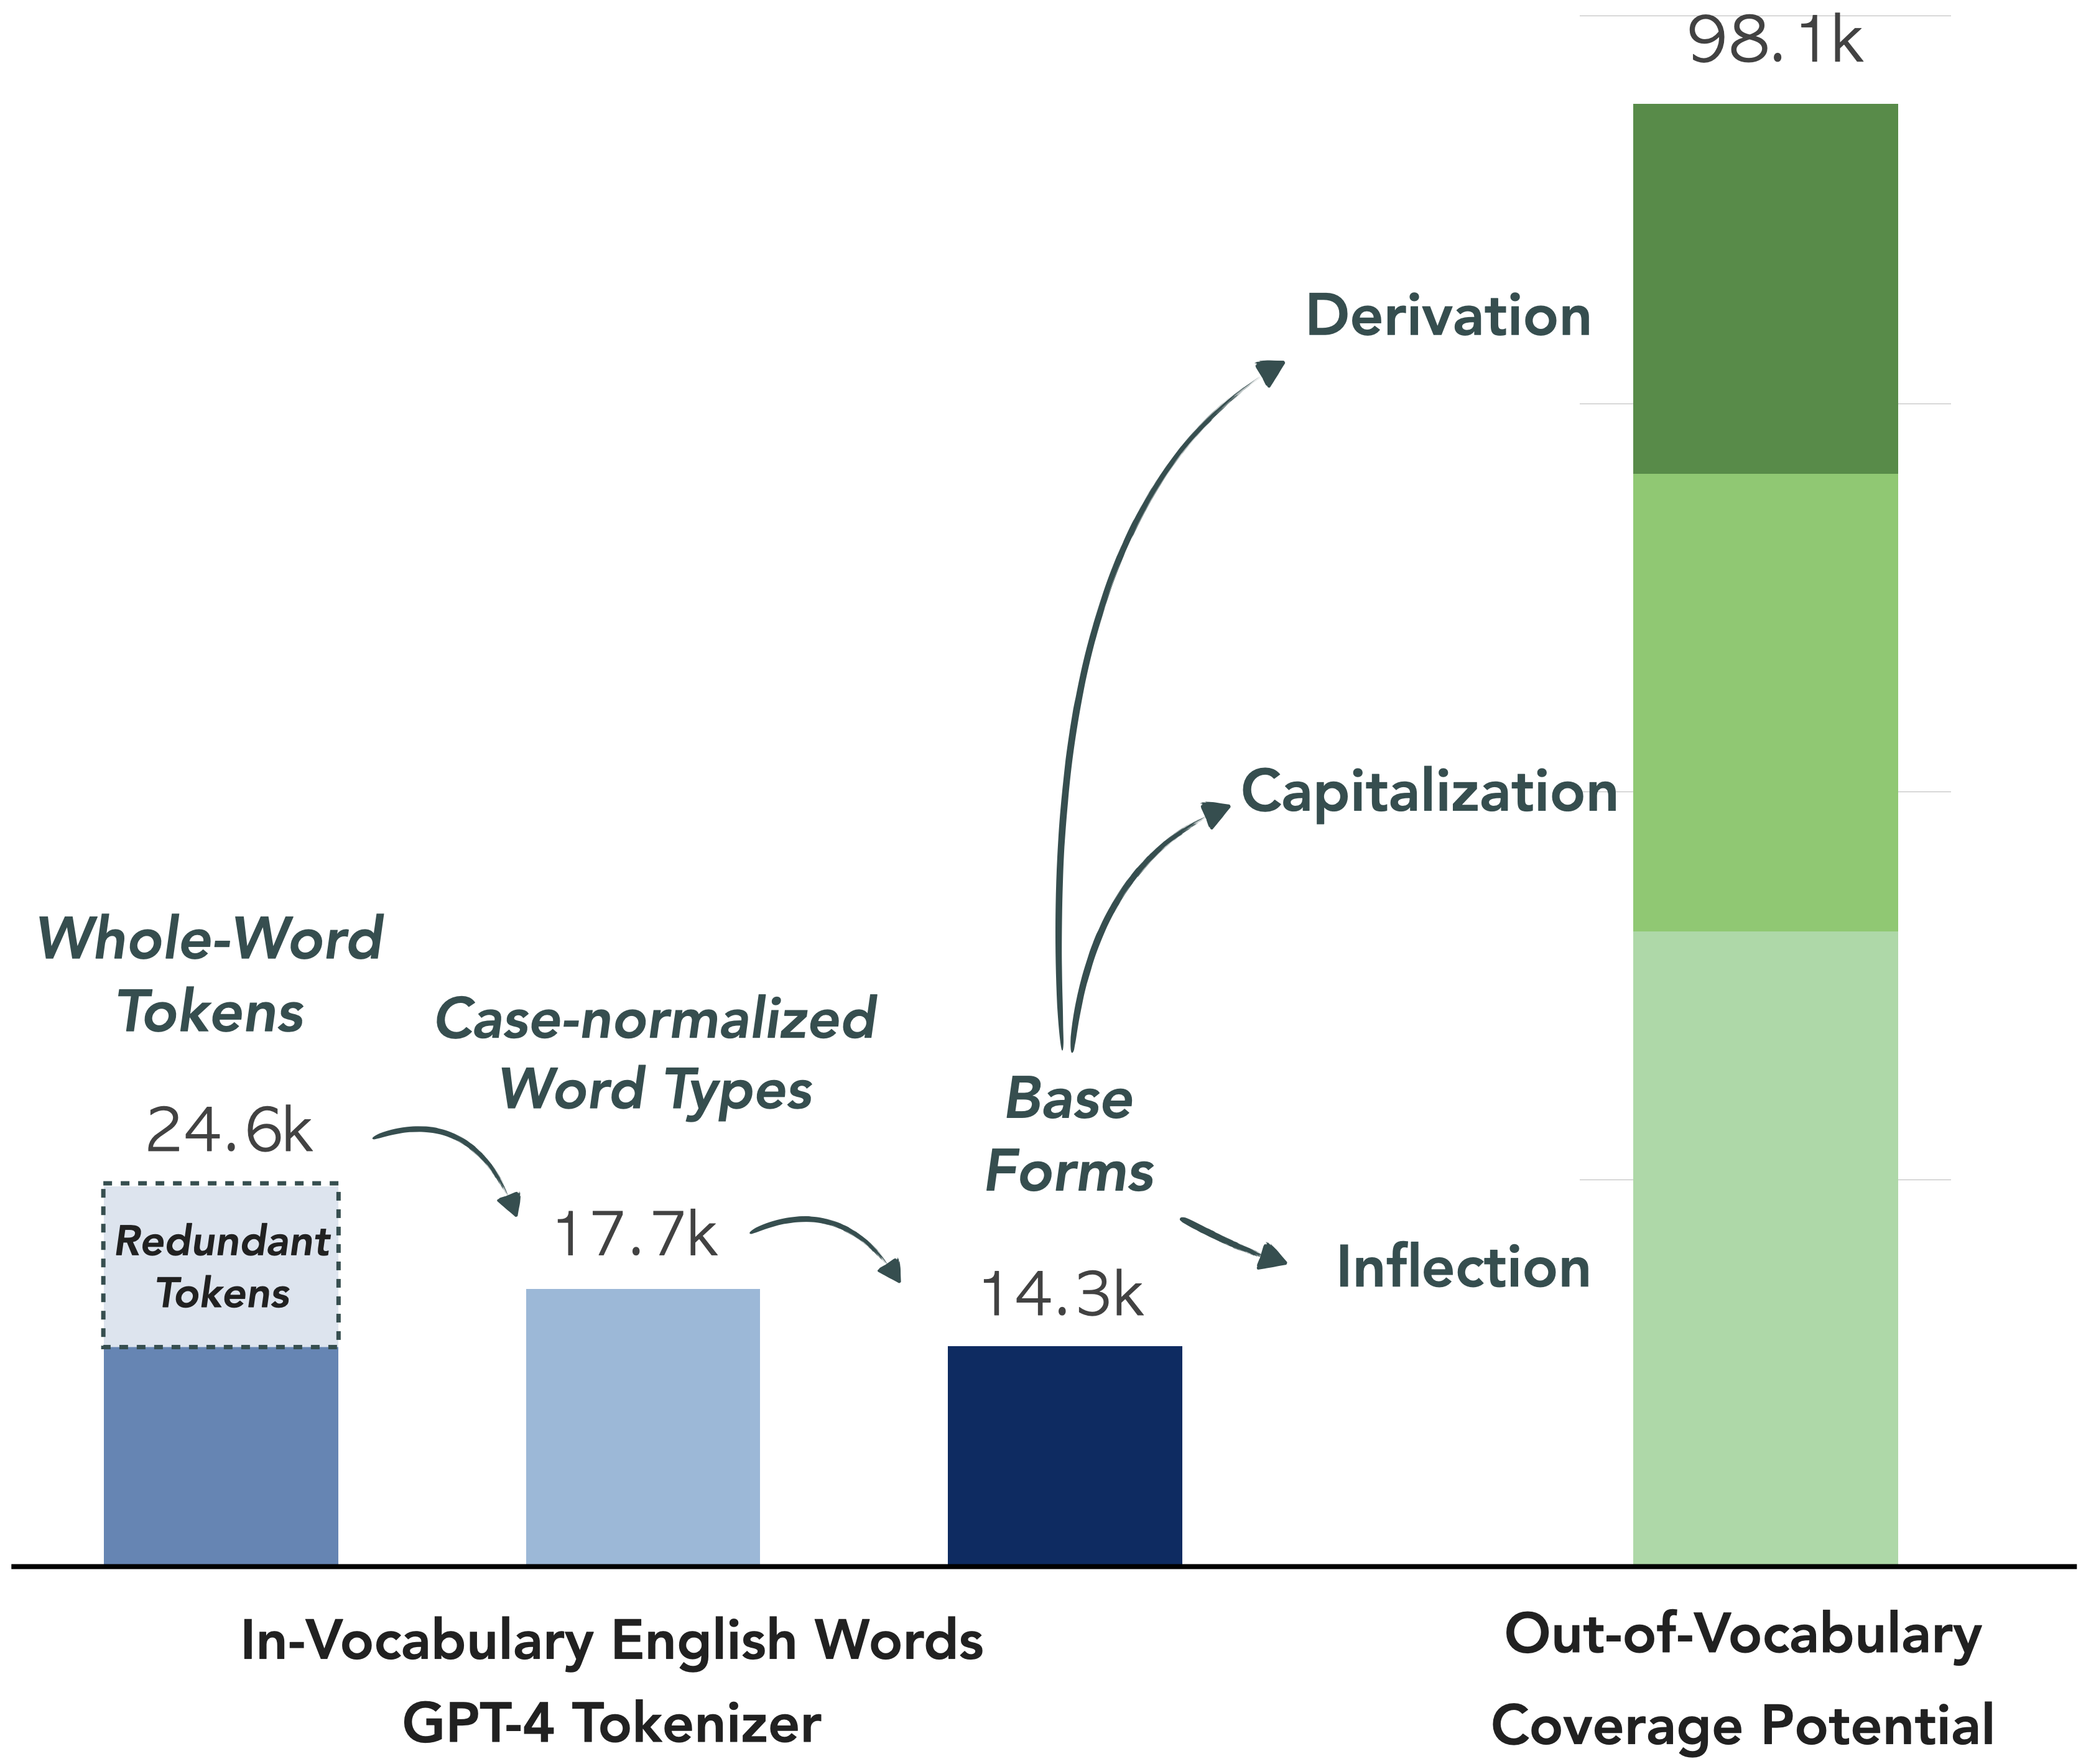 98.1k
Derivation
Capitalization
Whole-Word
Tokens
24.6k
Redundant
Tokens
Case-normalized
Word Types
17.7k
Base
Forms
14.3k
Inflection
In-Vocabulary English Words
GPT-4 Tokenizer
Out-of-Vocabulary
Coverage Potential